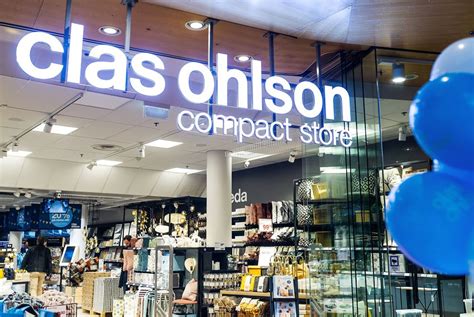 clas ohlson
compact store